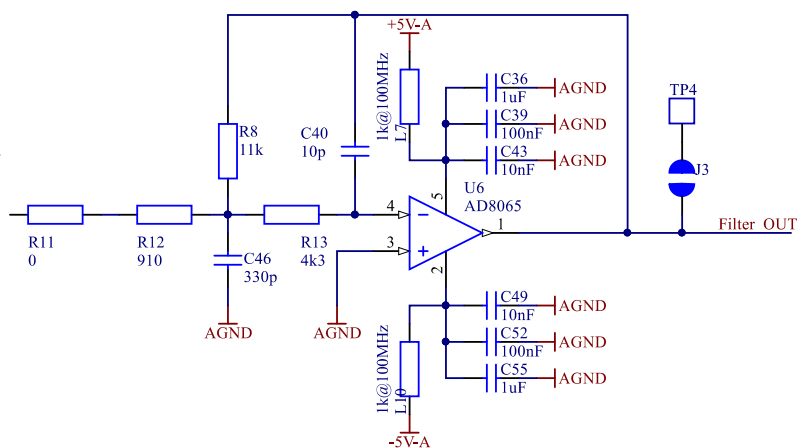 +5V-A
1k@100MHz
L7
C36
1uF
AGND
C39
100nF
AGND
C43
10nF
AGND
TP4
J3
R8
11k
C40
10p
U6
AD8065
5
4
3
1
2
Filter_OUT
R11
0
R12
910
R13
4k3
C46
330p
AGND
AGND
C49
10nF
AGND
C52
100nF
AGND
C55
1uF
AGND
1k@100MHz
L10
-5V-A